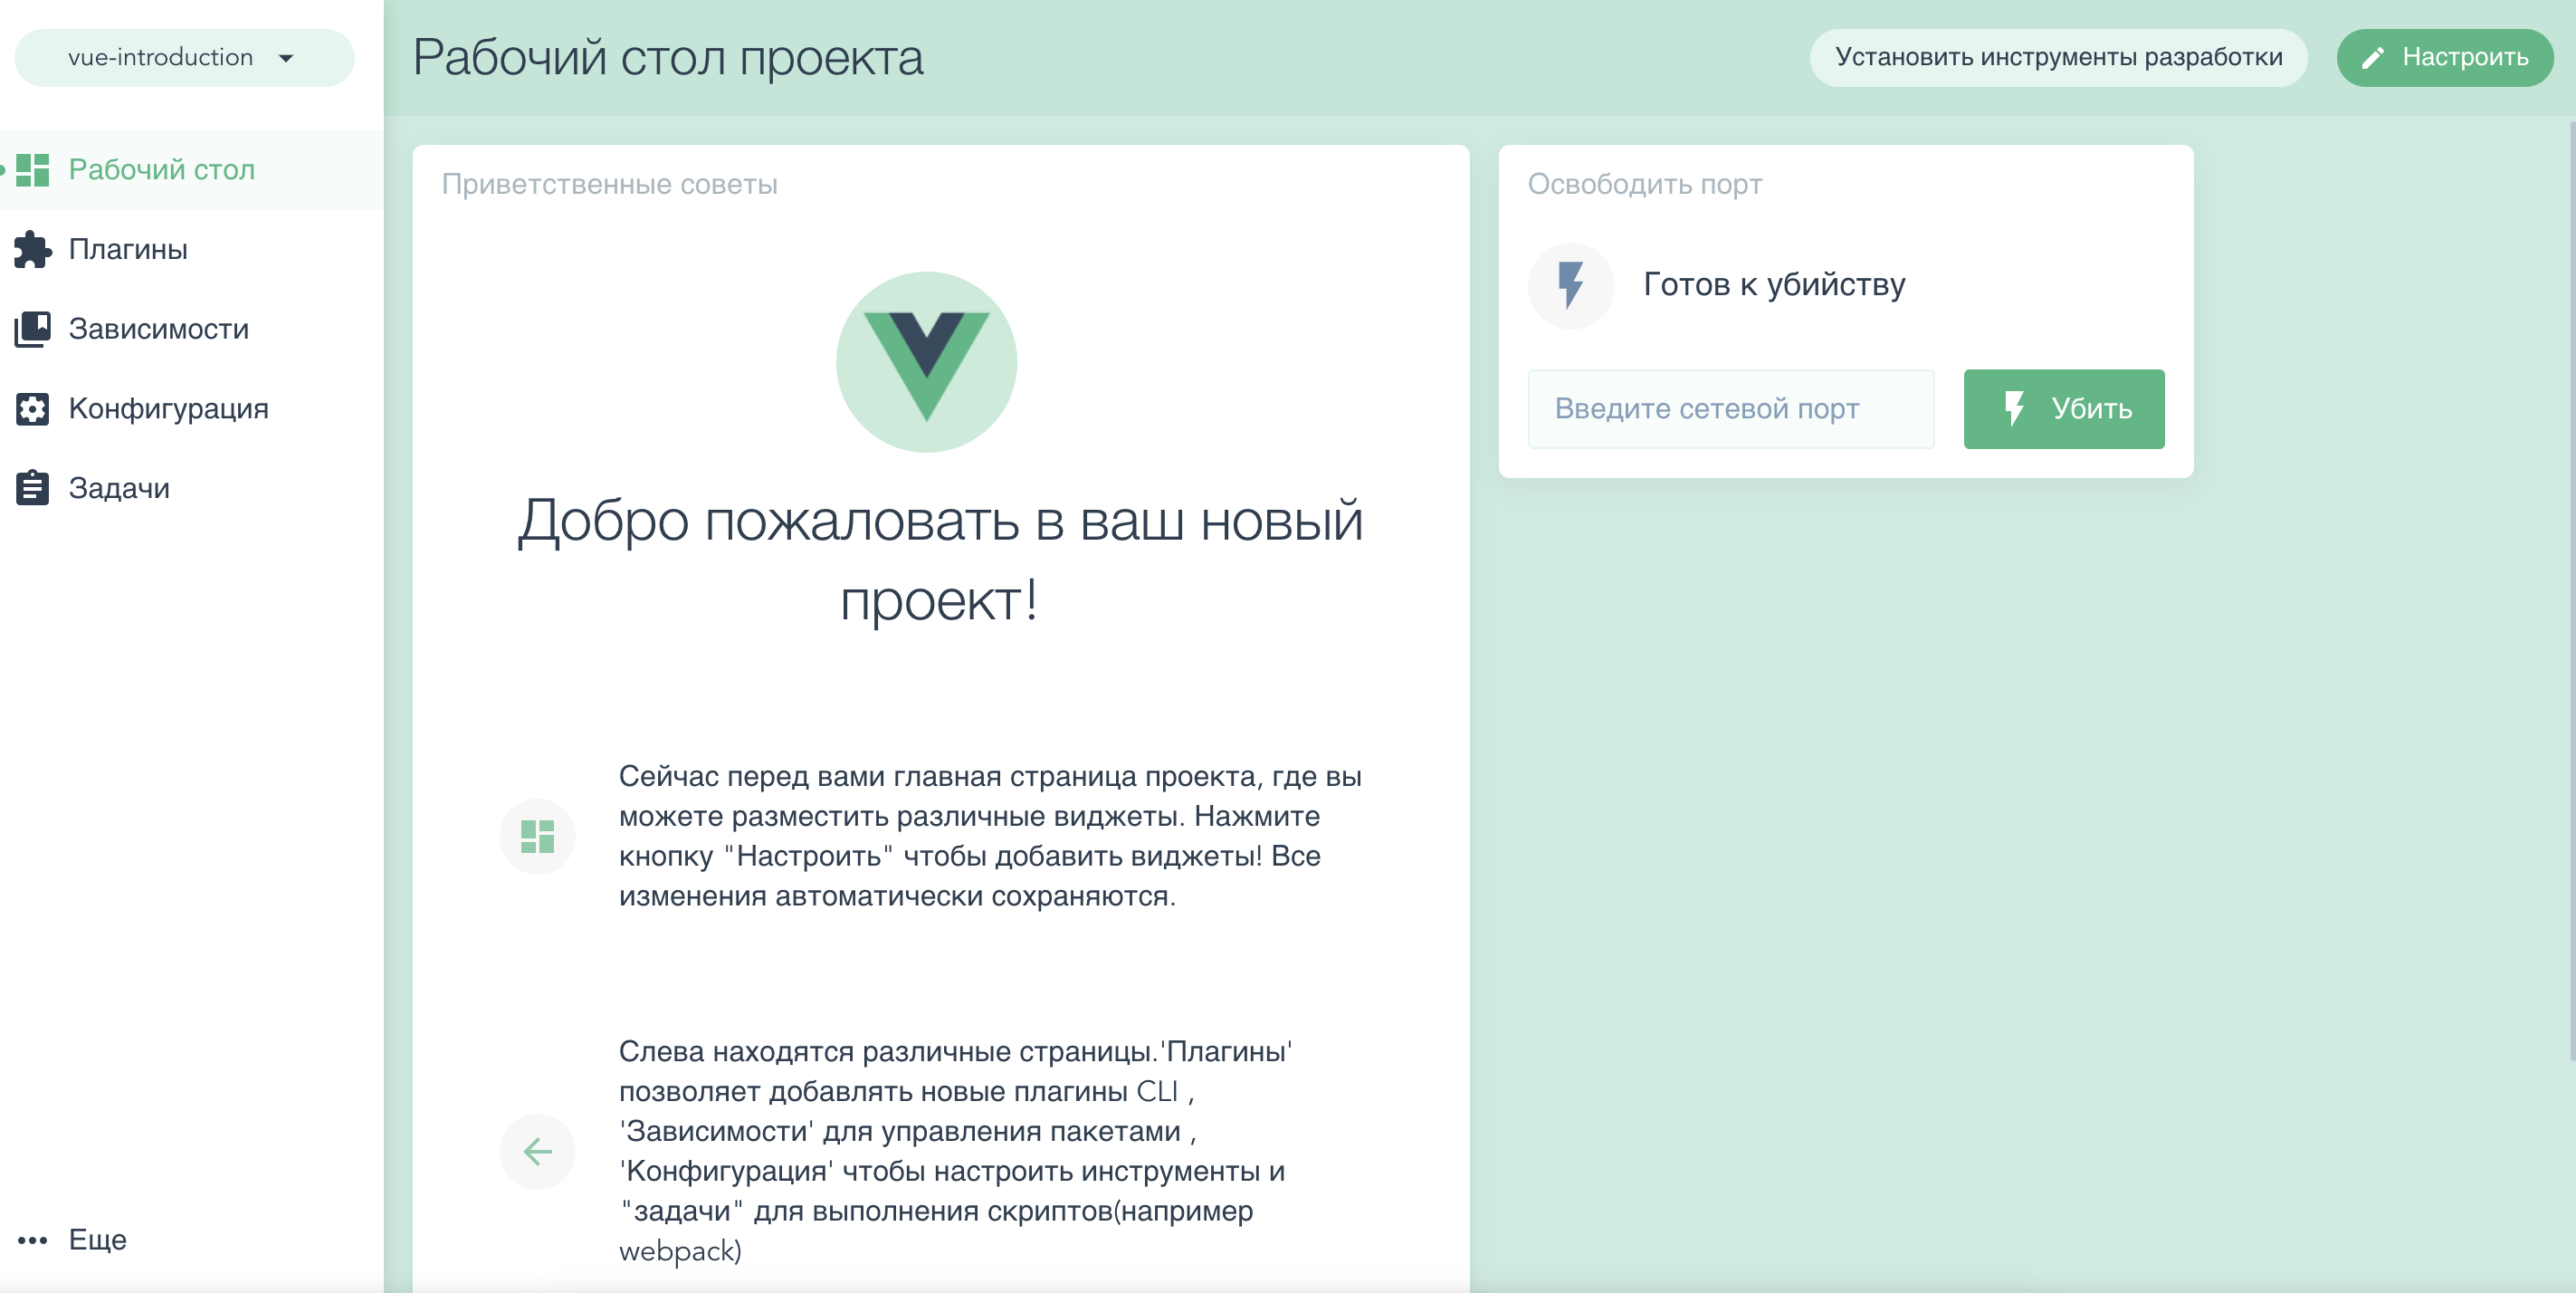 vue-introduction
Рабочий стол
Плагины
Зависимости
Конфигурация
Задачи
Еще
Рабочий стол проекта
Установить инструменты разработки
Настроить
Приветственные советы
Добро пожаловать в ваш новый
проект!
Сейчас перед вами главная страница проекта, где вы
можете разместить различные виджеты. Нажмите
кнопку "Настроить" чтобы добавить виджеты! Все
изменения автоматически сохраняются.
Слева находятся различные страницы.'Плагины'
позволяет добавлять новые плагины CLI ,
'Зависимости' для управления пакетами ,
'Конфигурация' чтобы настроить инструменты и
"задачи" для выполнения скриптов(например
webpack)
Освободить порт
Готов к убийству
Введите сетевой порт
Убить